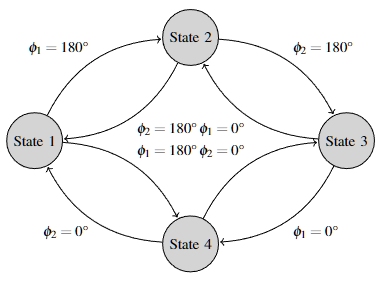 State 2
ϕ₁ = 180°
ϕ₂ = 180°
ϕ₂ = 180° ϕ₁ = 0°
State 1
State 3
ϕ₁ = 180° ϕ₂ = 0°
ϕ₂ = 0°
ϕ₁ = 0°
State 4